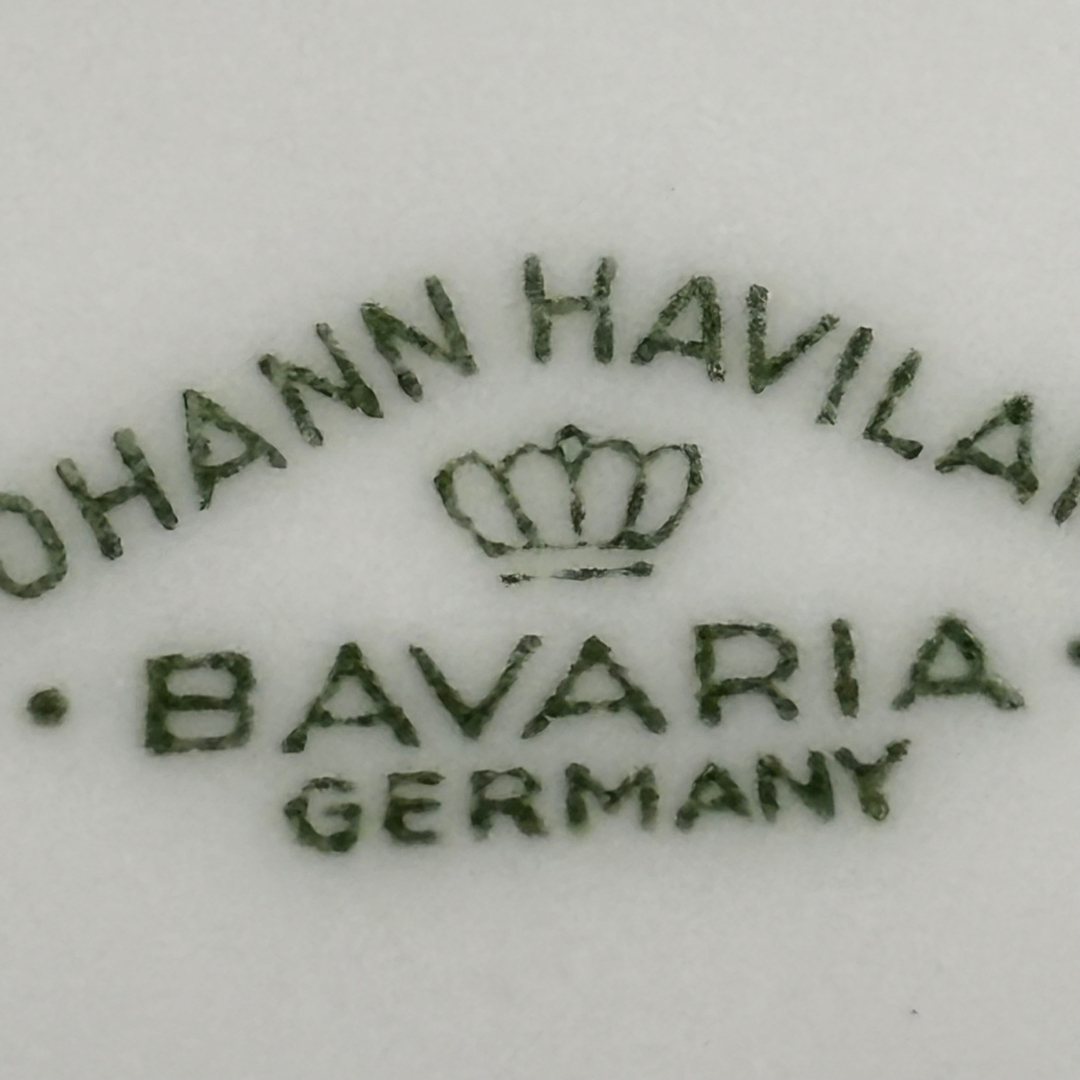 OHANN HAVILA
• BAVARIA •
GERMANY